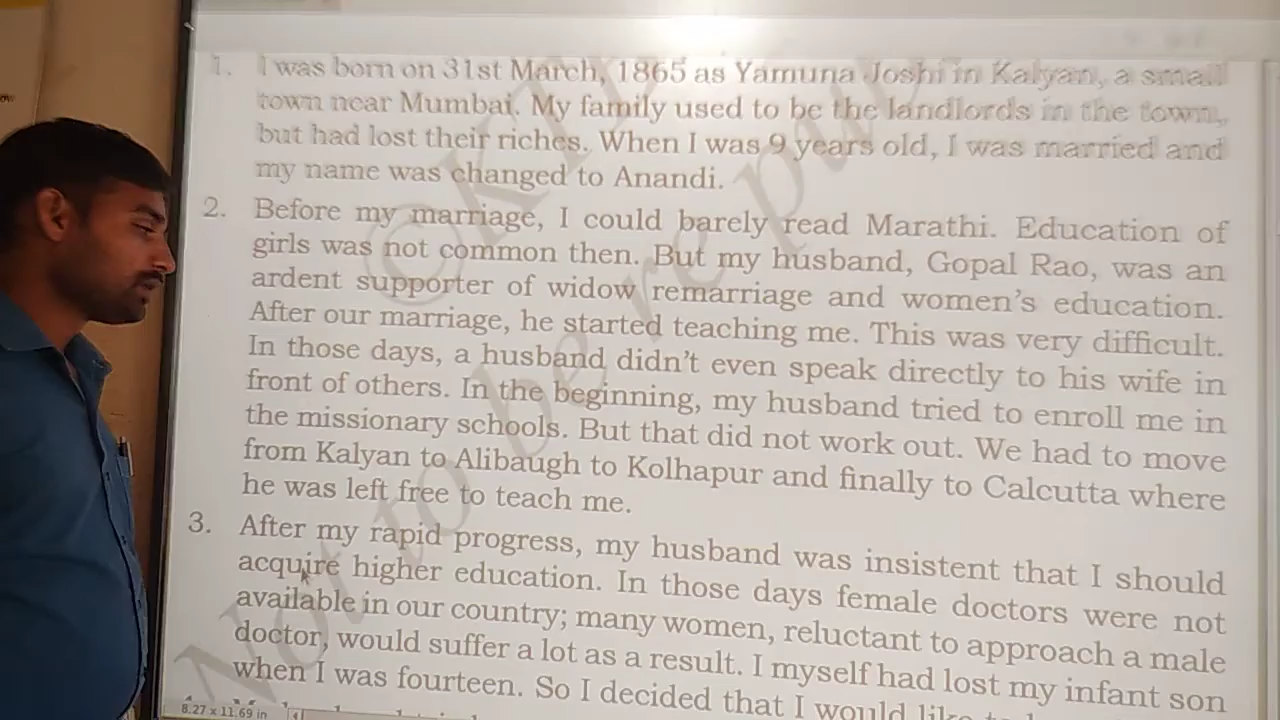 1. I was born on 31st March, 1865 as Yamuna Joshi in Kalyan, a small
town near Mumbai. My family used to be the landlords in the town,
but had lost their riches. When I was 9 years old, I was married and
my name was changed to Anandi.
2. Before my marriage, I could barely read Marathi. Education of
girls was not common then. But my husband, Gopal Rao, was an
ardent supporter of widow remarriage and women's education.
After our marriage, he started teaching me. This was very difficult.
In those days, a husband didn't even speak directly to his wife in
front of others. In the beginning, my husband tried to enroll me in
the missionary schools. But that did not work out. We had to move
from Kalyan to Alibaugh to Kolhapur and finally to Calcutta where
he was left free to teach me.
3. After my rapid progress, my husband was insistent that I should
acquire higher education. In those days female doctors were not
available in our country; many women, reluctant to approach a male
doctor, would suffer a lot as a result. I myself had lost my infant son
when I was fourteen. So I decided that I would
8.27 x 11.69 in
Not to be re pu